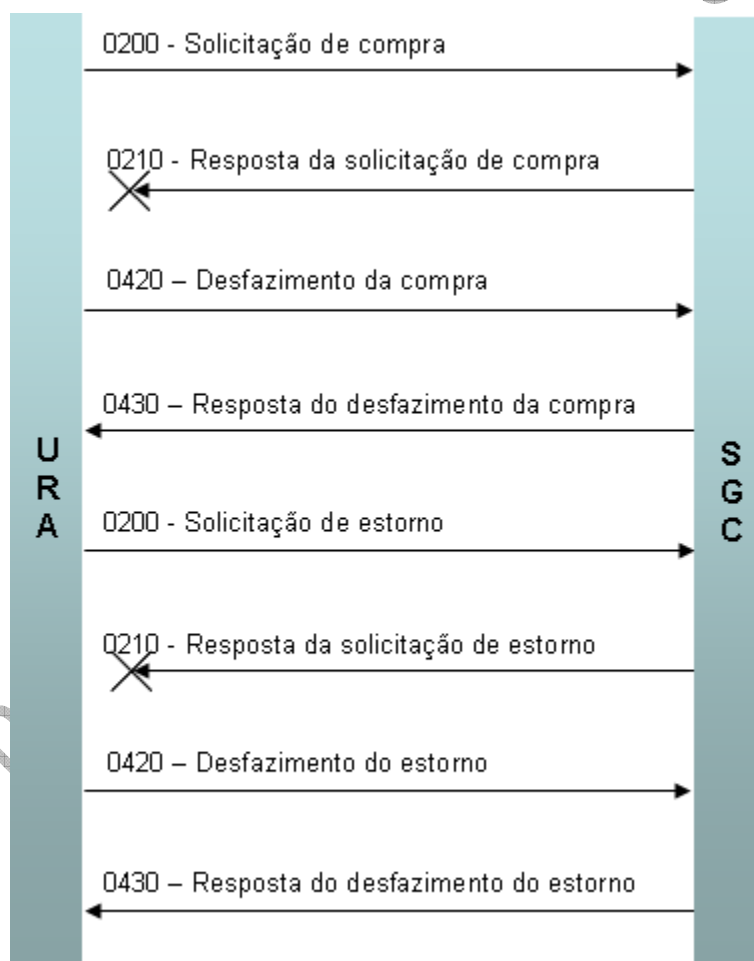 0200 - Solicitação de compra
0210 - Resposta da solicitação de compra
0420 – Desfazimento da compra
0430 – Resposta do desfazimento da compra
URA
SGC
0200 - Solicitação de estorno
0210 - Resposta da solicitação de estorno
0420 – Desfazimento do estorno
0430 – Resposta do desfazimento do estorno